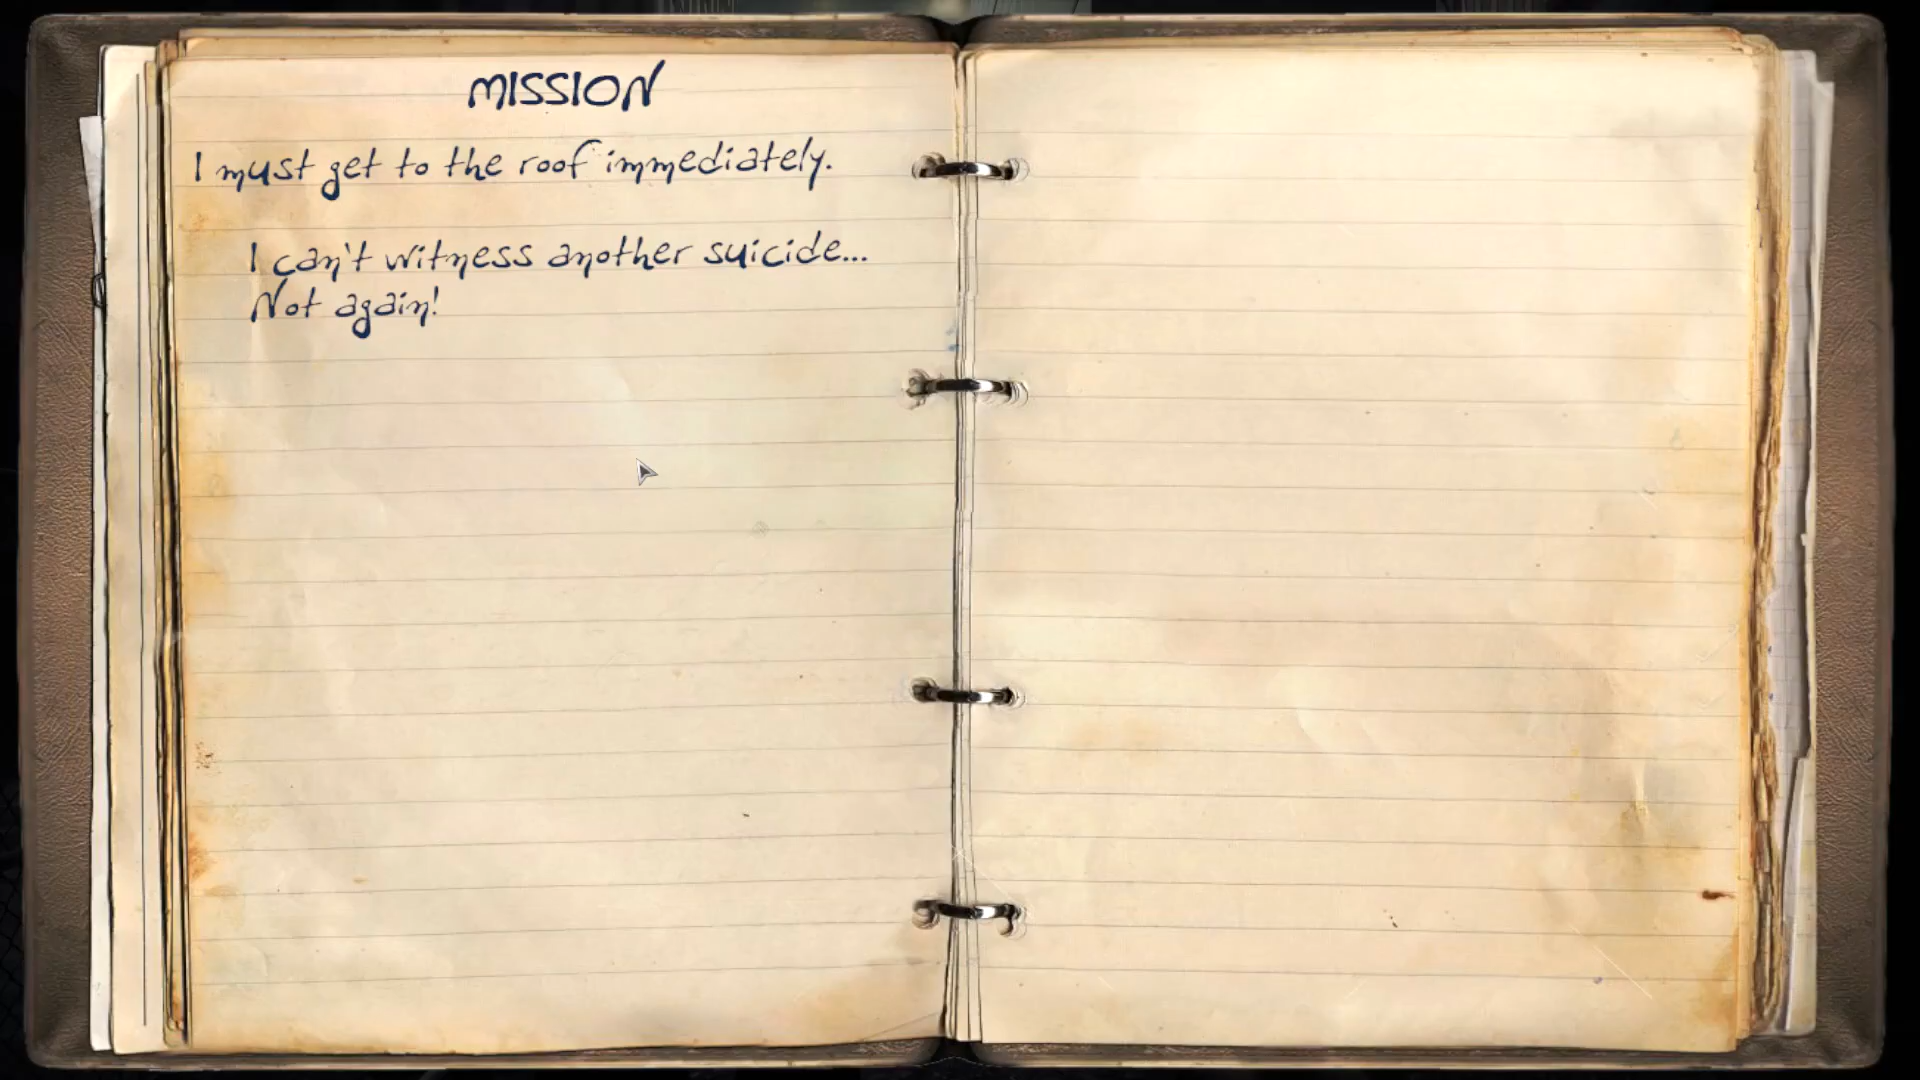 MISSION
I must get to the roof immediately.
I can't witness another suicide...
Not again!